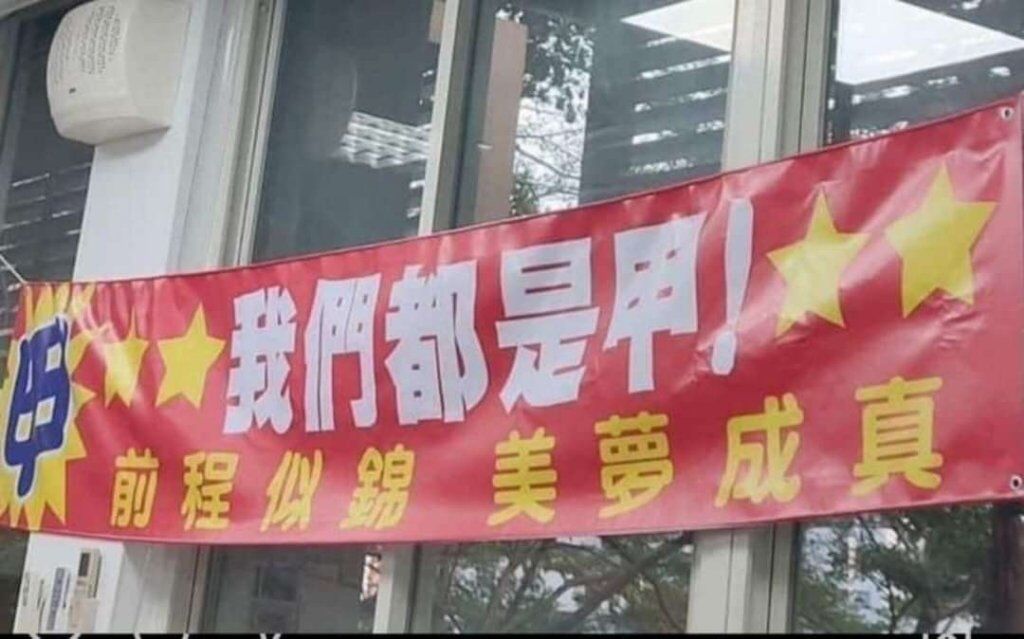 甲
我們都是甲!
前程似錦 美夢成真